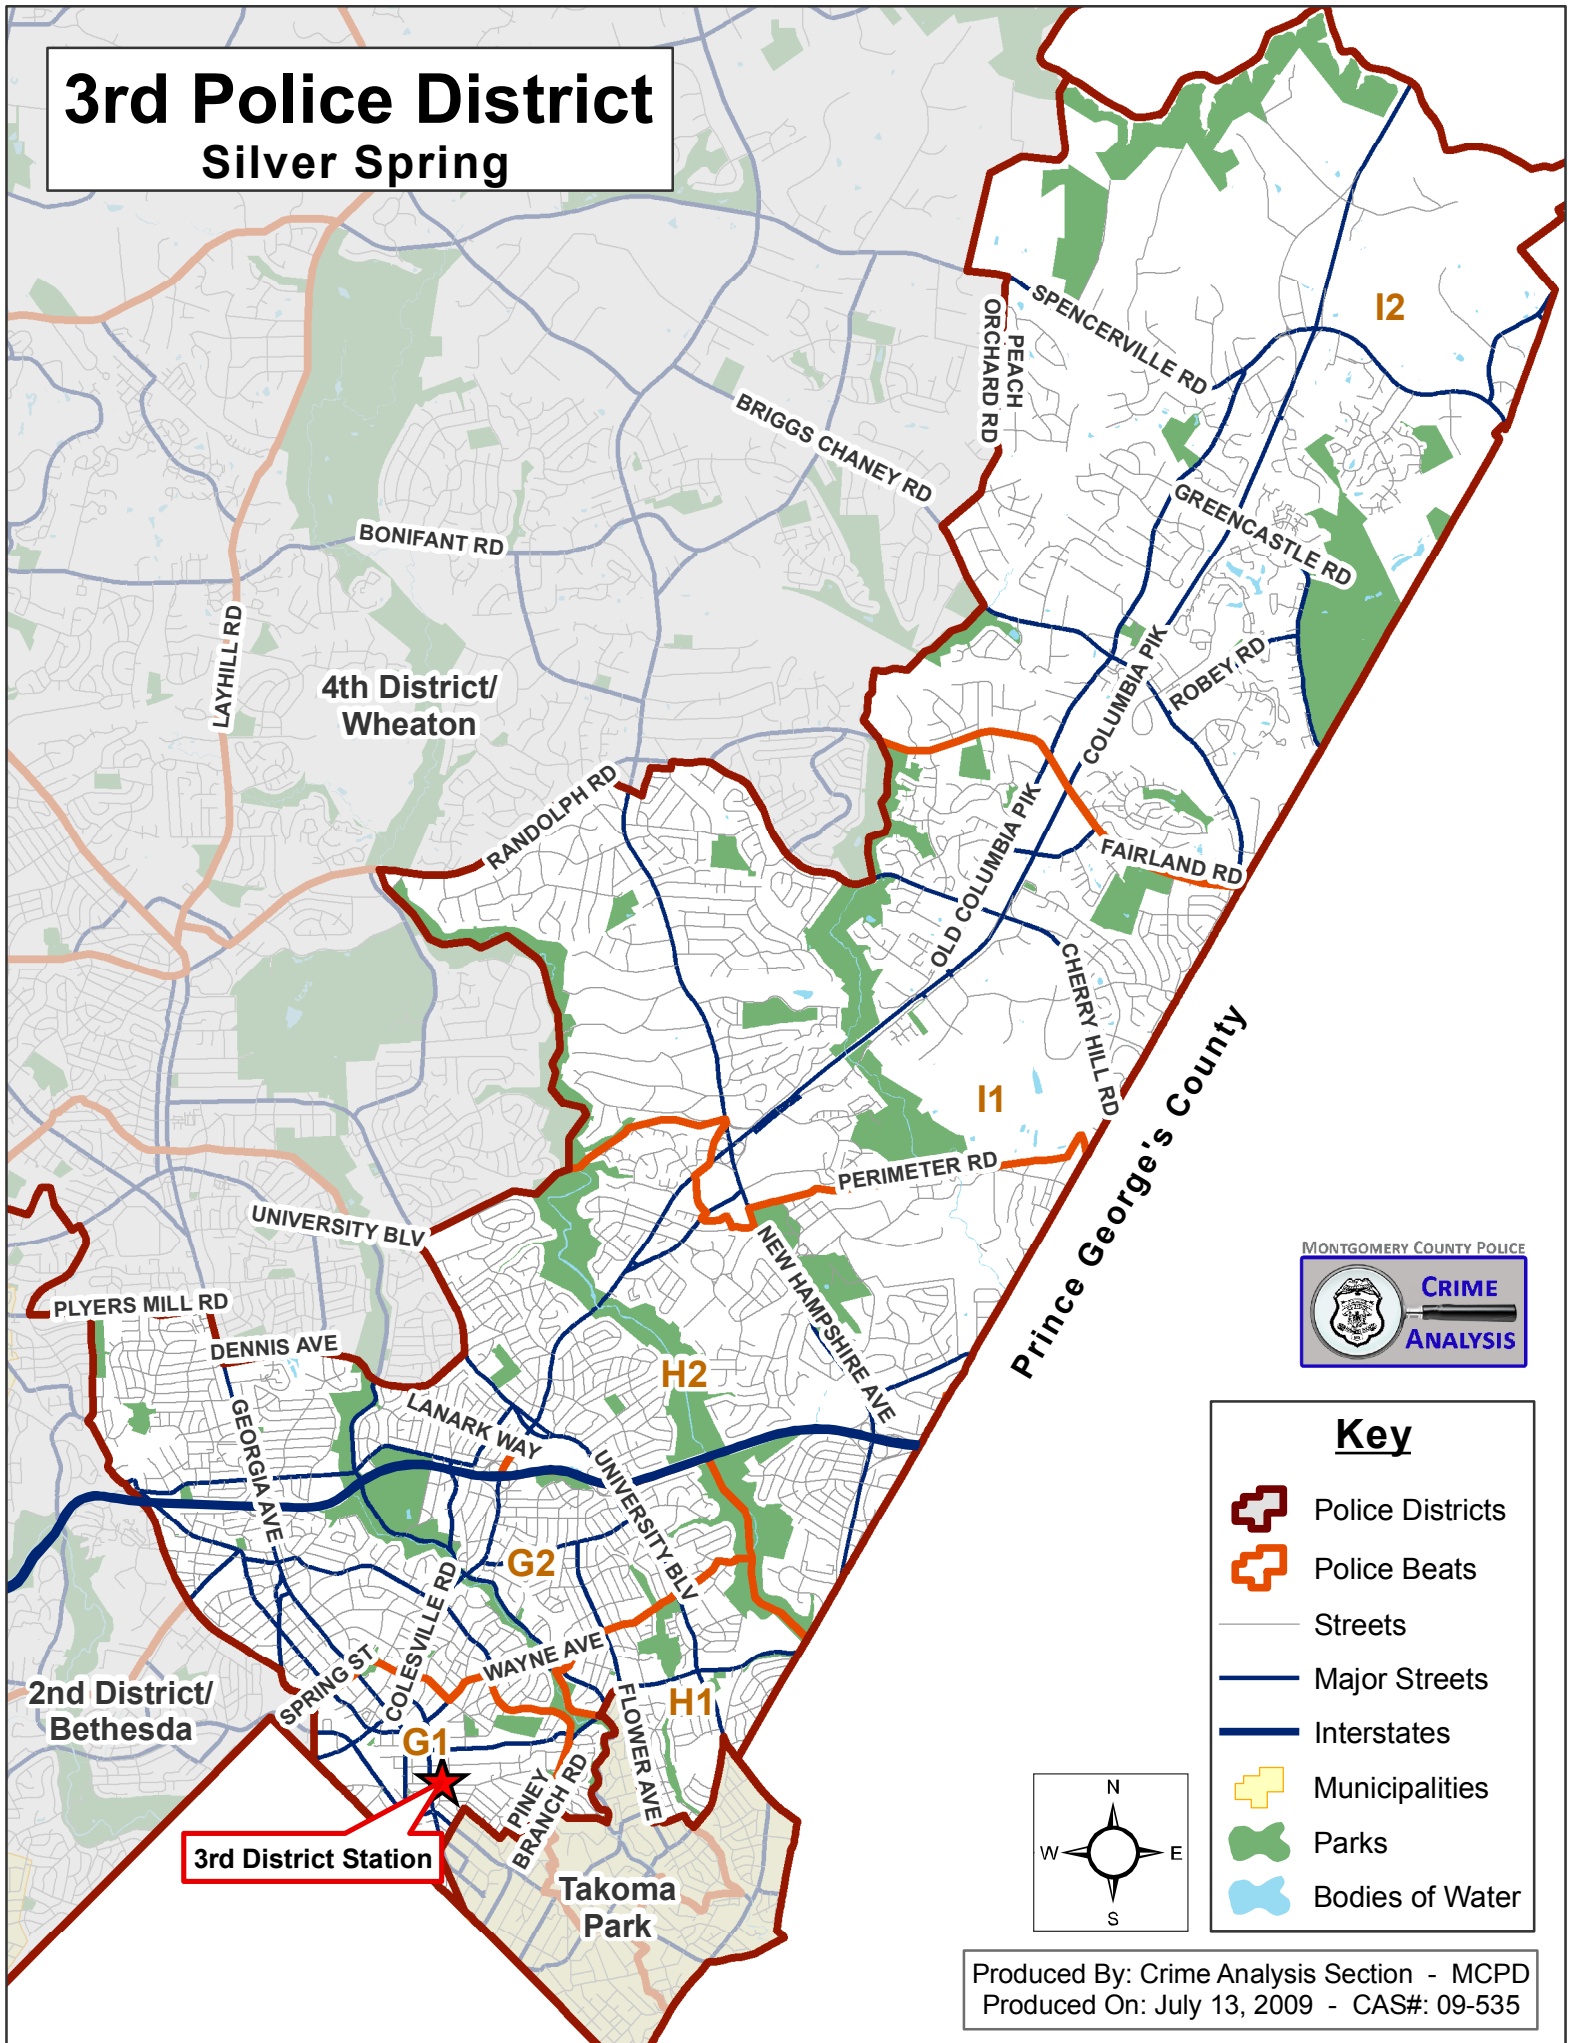 3rd Police District
Silver Spring
I2
SPENCERVILLE RD
PEACH
ORCHARD RD
BRIGGS CHANEY RD
GREENCASTLE RD
BONIFANT RD
LAYHILL RD
COLUMBIA PIK
ROBEY RD
4th District/
Wheaton
RANDOLPH RD
OLD COLUMBIA PIK
FAIRLAND RD
CHERRY HILL RD
I1
Prince George's County
PERIMETER RD
UNIVERSITY BLV
NEW HAMPSHIRE AVE
PLYERS MILL RD
DENNIS AVE
H2
GEORGIA AVE
LANARK WAY
UNIVERSITY BLV
G2
COLESVILLE RD
WAYNE AVE
SPRING ST
2nd District/
Bethesda
FLOWER AVE
H1
G1
PINEY
BRANCH RD
3rd District Station
Takoma
Park
MONTGOMERY COUNTY POLICE
CRIME
ANALYSIS
Key
Police Districts
Police Beats
Streets
Major Streets
Interstates
Municipalities
Parks
Bodies of Water
N
W
E
S
Produced By: Crime Analysis Section - MCPD
Produced On: July 13, 2009 - CAS#: 09-535